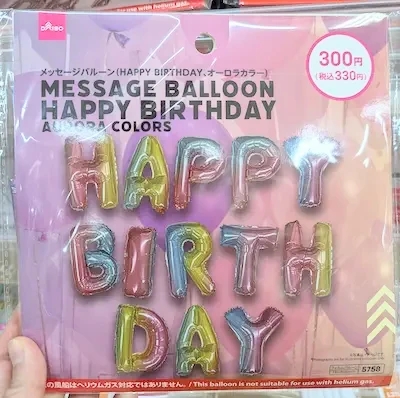 DAISO
300円
(税込330円)
メッセージバルーン(HAPPY BIRTHDAY、オーロラカラー)
MESSAGE BALLOON
HAPPY BIRTHDAY
AURORA COLORS
HAPPY
BIRTH
DAY
5758
の風船はヘリウムガス対応ではありません。/ This balloon is not suitable for use with helium gas.